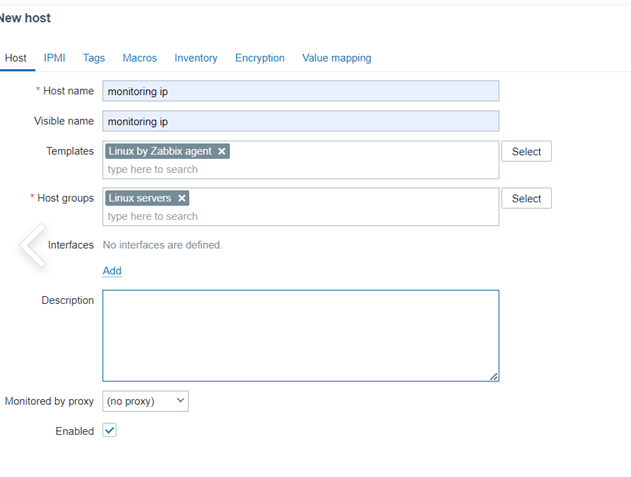 New host
Host IPMI Tags Macros Inventory Encryption Value mapping
* Host name monitoring ip
Visible name monitoring ip
Templates Linux by Zabbix agent × Select
type here to search
* Host groups Linux servers × Select
type here to search
Interfaces No interfaces are defined.
Add
Description
Monitored by proxy (no proxy)
Enabled